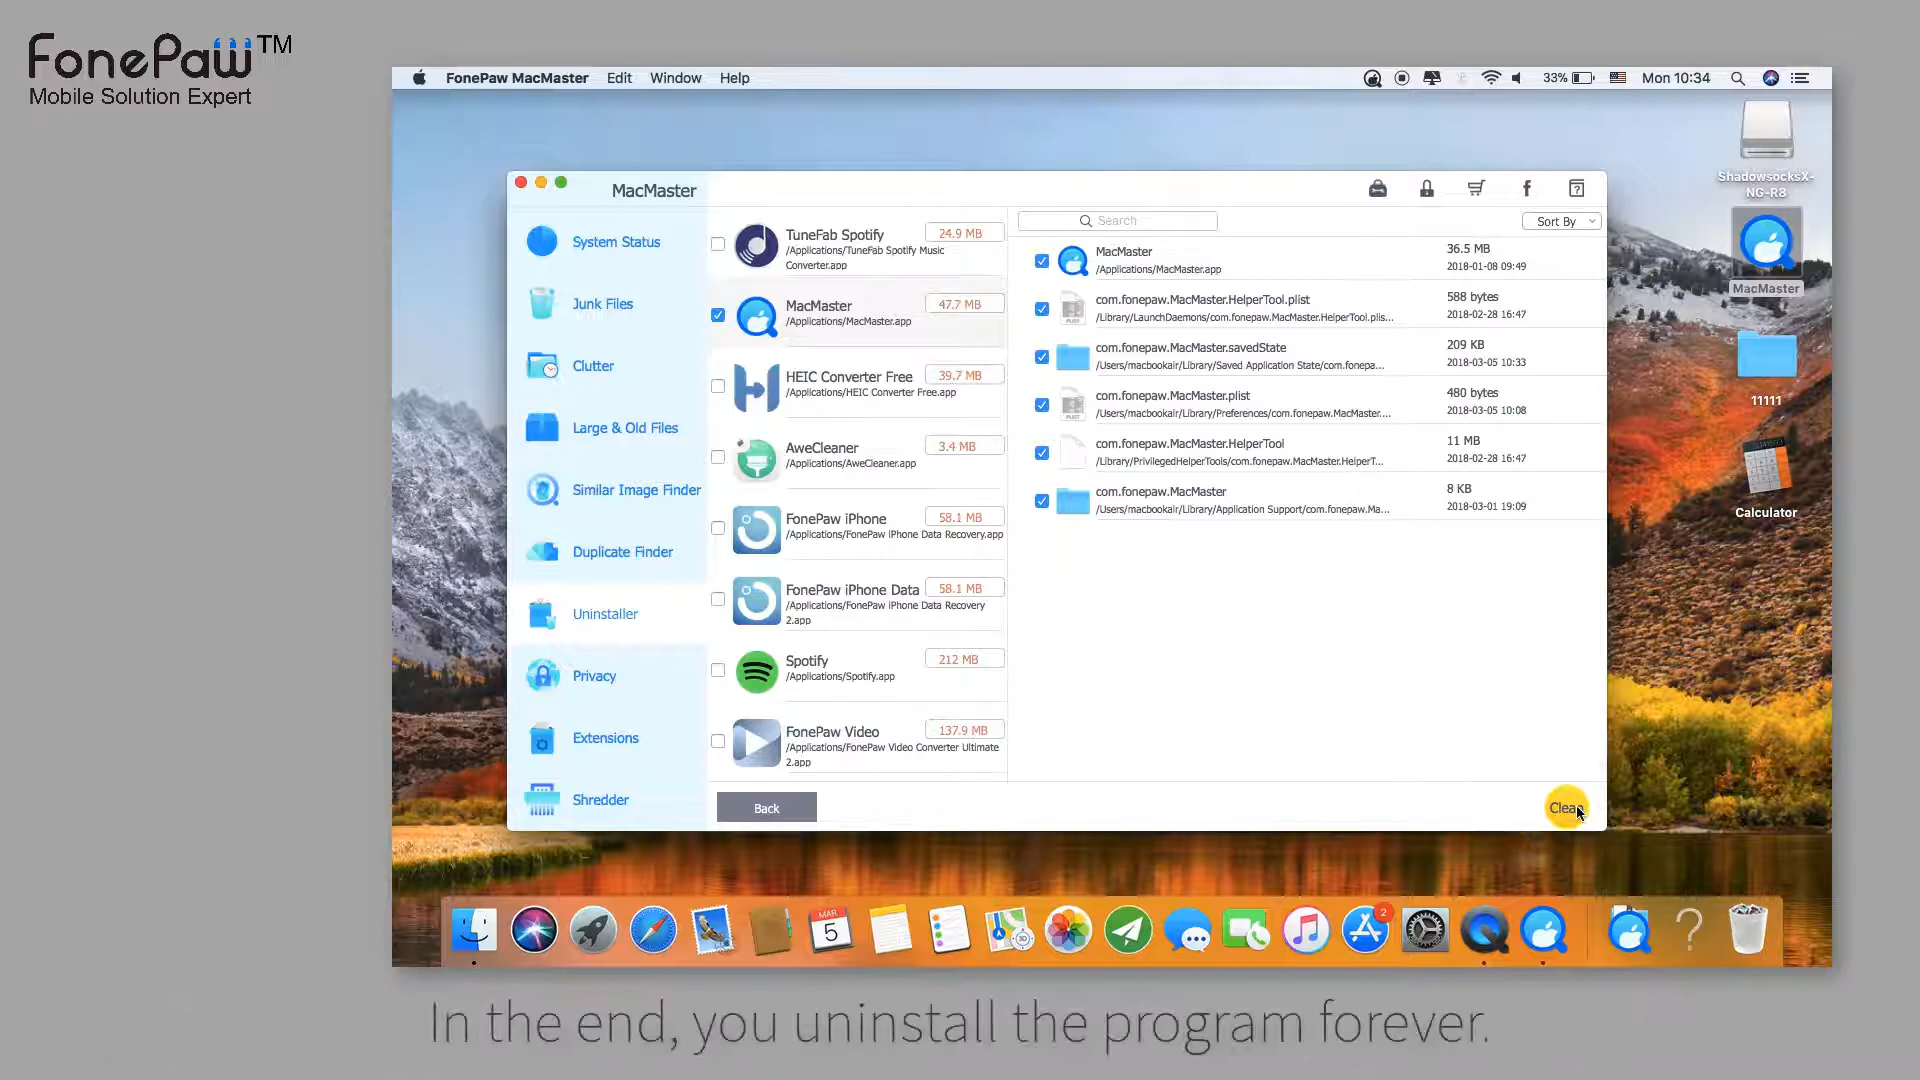 FonePaw™
Mobile Solution Expert
FonePaw MacMaster Edit Window Help
33% Mon 10:34
ShadowsocksX-
NG-R8
MacMaster
11111
Calculator
MacMaster
System Status
Junk Files
Clutter
Large & Old Files
Similar Image Finder
Duplicate Finder
Uninstaller
Privacy
Extensions
Shredder
TuneFab Spotify 24.9 MB
/Applications/TuneFab Spotify Music
Converter.app
MacMaster 47.7 MB
/Applications/MacMaster.app
HEIC Converter Free 39.7 MB
/Applications/HEIC Converter Free.app
AweCleaner 3.4 MB
/Applications/AweCleaner.app
FonePaw iPhone 58.1 MB
/Applications/FonePaw iPhone Data Recovery.app
FonePaw iPhone Data 58.1 MB
/Applications/FonePaw iPhone Data Recovery
2.app
Spotify 212 MB
/Applications/Spotify.app
FonePaw Video 137.9 MB
/Applications/FonePaw Video Converter Ultimate
2.app
Back
Search
Sort By
MacMaster 36.5 MB
/Applications/MacMaster.app 2018-01-08 09:49
com.fonepaw.MacMaster.HelperTool.plist 588 bytes
/Library/LaunchDaemons/com.fonepaw.MacMaster.HelperTool.plis... 2018-02-28 16:47
com.fonepaw.MacMaster.savedState 209 KB
/Users/macbookair/Library/Saved Application State/com.fonepa... 2018-03-05 10:33
com.fonepaw.MacMaster.plist 480 bytes
/Users/macbookair/Library/Preferences/com.fonepaw.MacMaster.... 2018-03-05 10:08
com.fonepaw.MacMaster.HelperTool 11 MB
/Library/PrivilegedHelperTools/com.fonepaw.MacMaster.HelperT... 2018-02-28 16:47
com.fonepaw.MacMaster 8 KB
/Users/macbookair/Library/Application Support/com.fonepaw.Ma... 2018-03-01 19:09
Clean
MAR
5
3D
2
In the end, you uninstall the program forever.